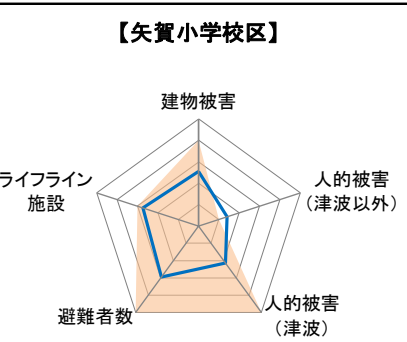 【矢賀小学校区】
建物被害
ライフライン
施設
人的被害
（津波以外）
避難者数
人的被害
（津波）